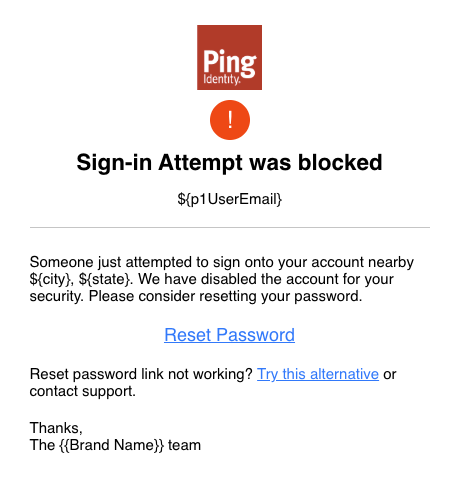 Ping
Identity.
!
Sign-in Attempt was blocked
${p1UserEmail}
Someone just attempted to sign onto your account nearby
${city}, ${state}. We have disabled the account for your
security. Please consider resetting your password.
Reset Password
Reset password link not working? Try this alternative or
contact support.
Thanks,
The {{Brand Name}} team